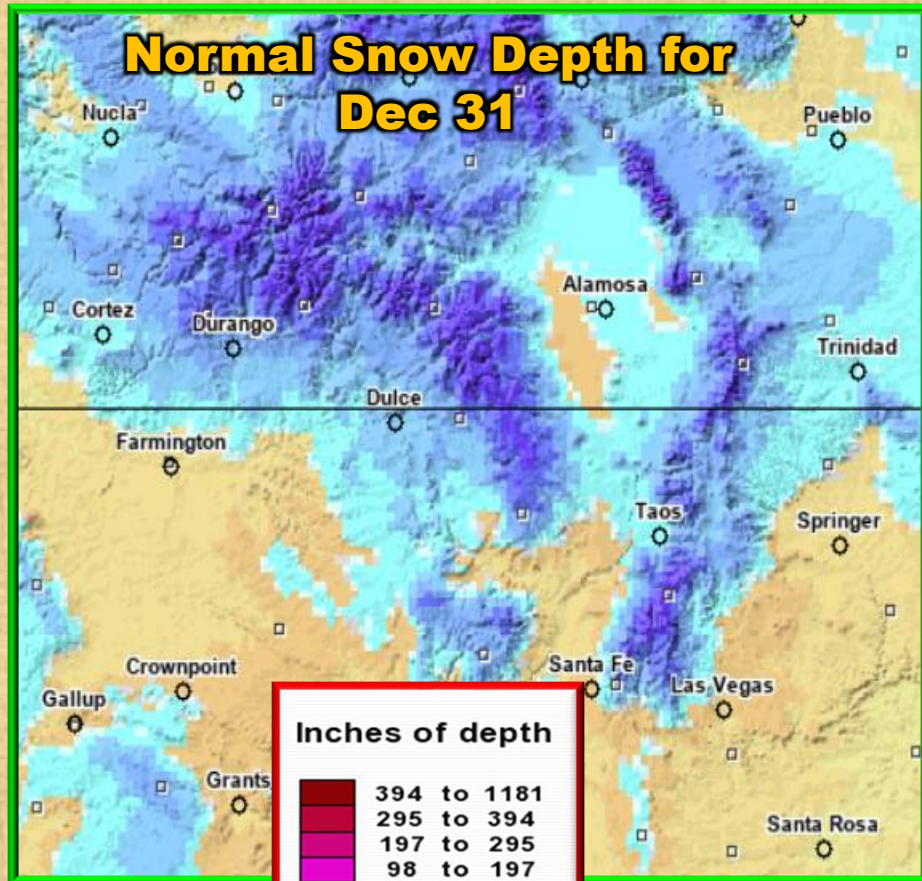 Normal Snow Depth for
Dec 31
Nucla
Pueblo
Alamosa
Cortez
Durango
Trinidad
Dulce
Farmington
Taos
Springer
Crownpoint
Santa Fe
Gallup
Las Vegas
Inches of depth
Grants
394 to 1181
295 to 394
197 to 295
98 to 197
Santa Rosa